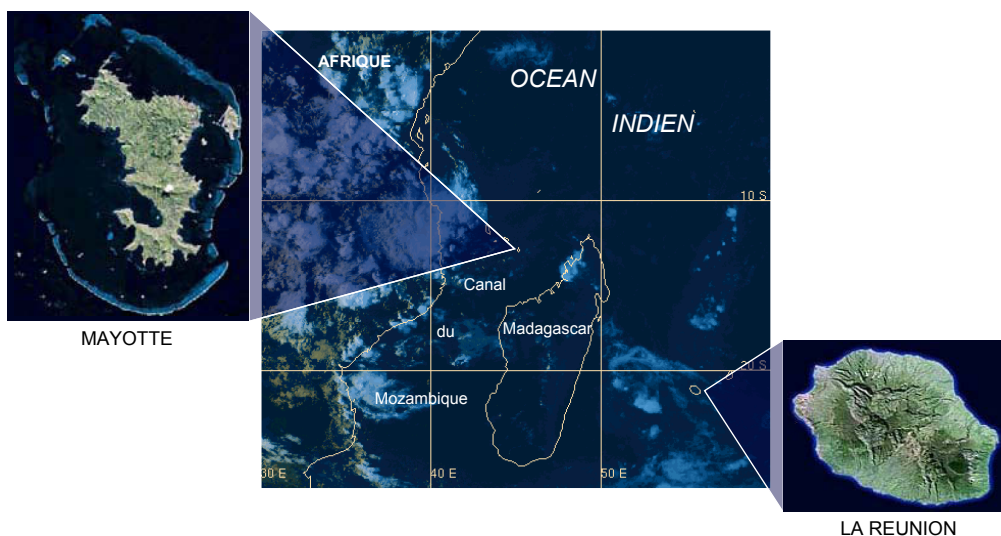 AFRIQUE
OCEAN
INDIEN
10 S
Canal
MAYOTTE
du
Madagascar
20 S
Mozambique
30 E
40 E
50 E
LA REUNION